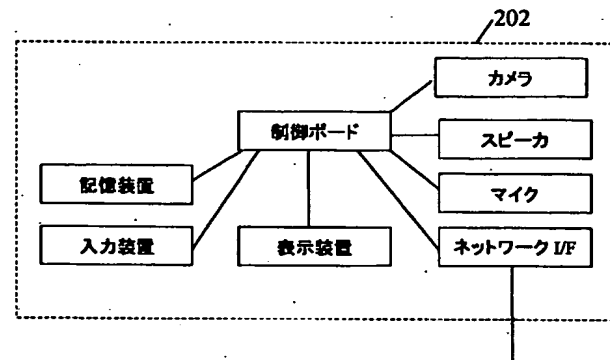 202
カメラ
制御ボード
スピーカ
記憶装置
マイク
入力装置
表示装置
ネットワーク I/F